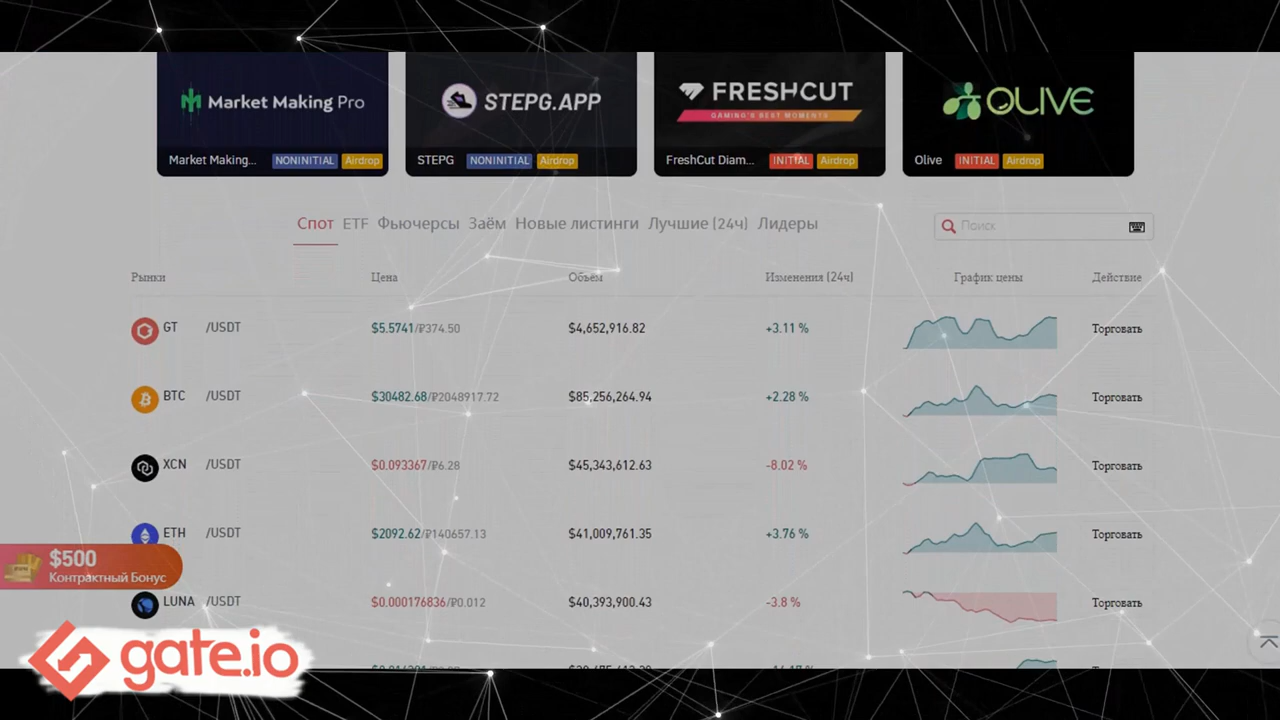 Market Making Pro
STEPG.APP
FRESHCUT
GAMING'S BEST MOMENTS
OLIVE
Market Making... NONINITIAL Airdrop
STEPG NONINITIAL Airdrop
FreshCut Diam... INITIAL Airdrop
Olive INITIAL Airdrop
Спот ETF Фьючерсы Заём Новые листинги Лучшие (24ч) Лидеры
Поиск
Рынки Цена Объём Изменения (24ч) График цены Действие
GT /USDT $5.5741/₽374.50 $4,652,916.82 +3.11 % Торговать
BTC /USDT $30482.68/₽2048917.72 $85,256,264.94 +2.28 % Торговать
XCN /USDT $0.093367/₽6.28 $45,343,612.63 -8.02 % Торговать
ETH /USDT $2092.62/₽140657.13 $41,009,761.35 +3.76 % Торговать
$500
Контрактный Бонус
LUNA /USDT $0.000176836/₽0.012 $40,393,900.43 -3.8 % Торговать
gate.io